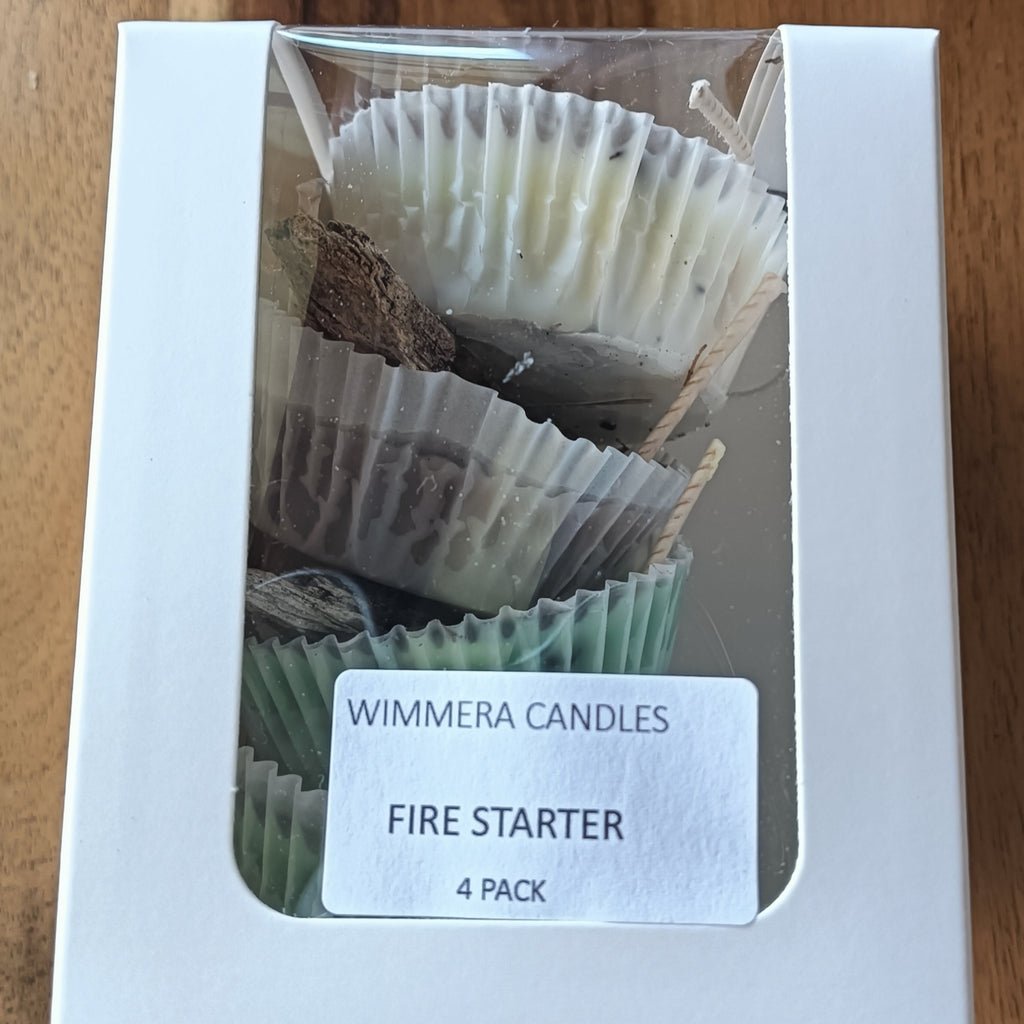 WIMMERA CANDLES
FIRE STARTER
4 PACK